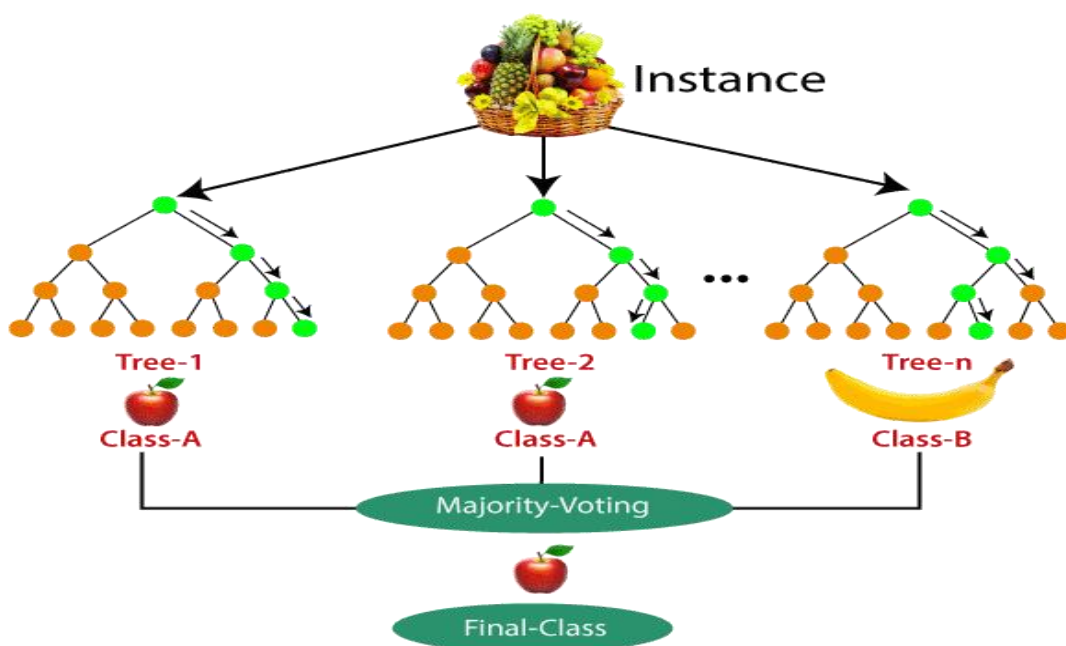 Instance
...
Tree-1
Tree-2
Tree-n
Class-A
Class-A
Class-B
Majority-Voting
Final-Class